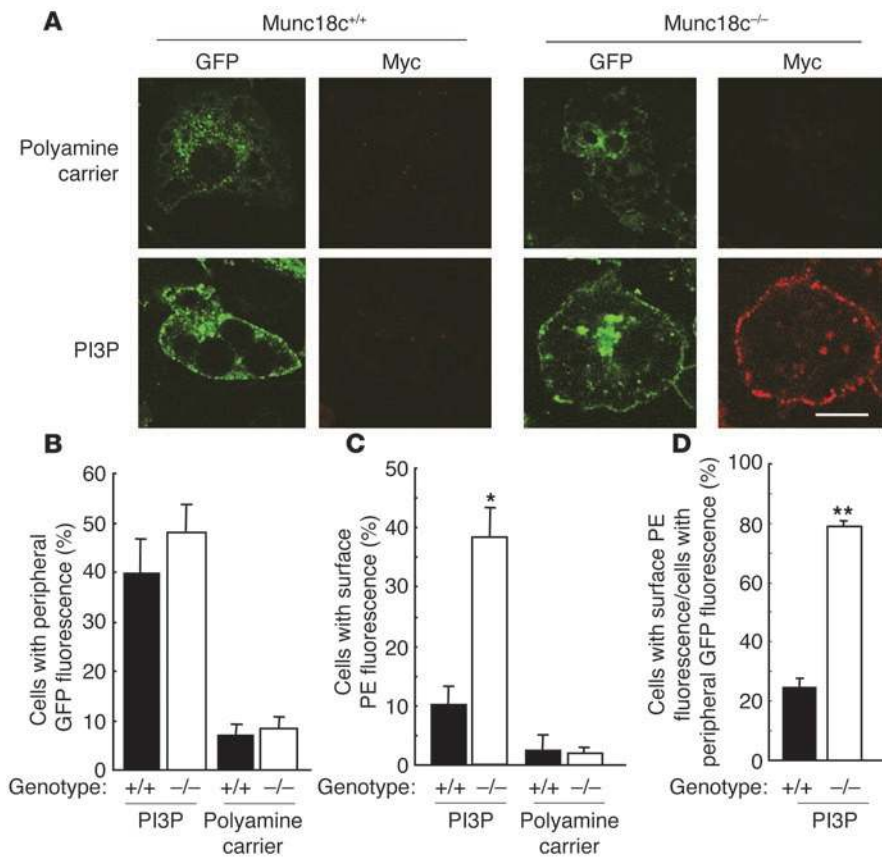 A
Munc18c+/+
Munc18c–/–
GFP
Myc
GFP
Myc
Polyamine
carrier
PI3P
B
Cells with peripheral
GFP fluorescence (%)
60
50
40
30
20
10
0
Genotype: +/+ –/– +/+ –/–
PI3P
Polyamine
carrier
C
Cells with surface
PE fluorescence (%)
50
40
30
20
10
0
*
Genotype: +/+ –/– +/+ –/–
PI3P
Polyamine
carrier
D
Cells with surface PE
fluorescence/cells with
peripheral GFP fluorescence (%)
100
80
60
40
20
0
**
Genotype: +/+ –/–
PI3P